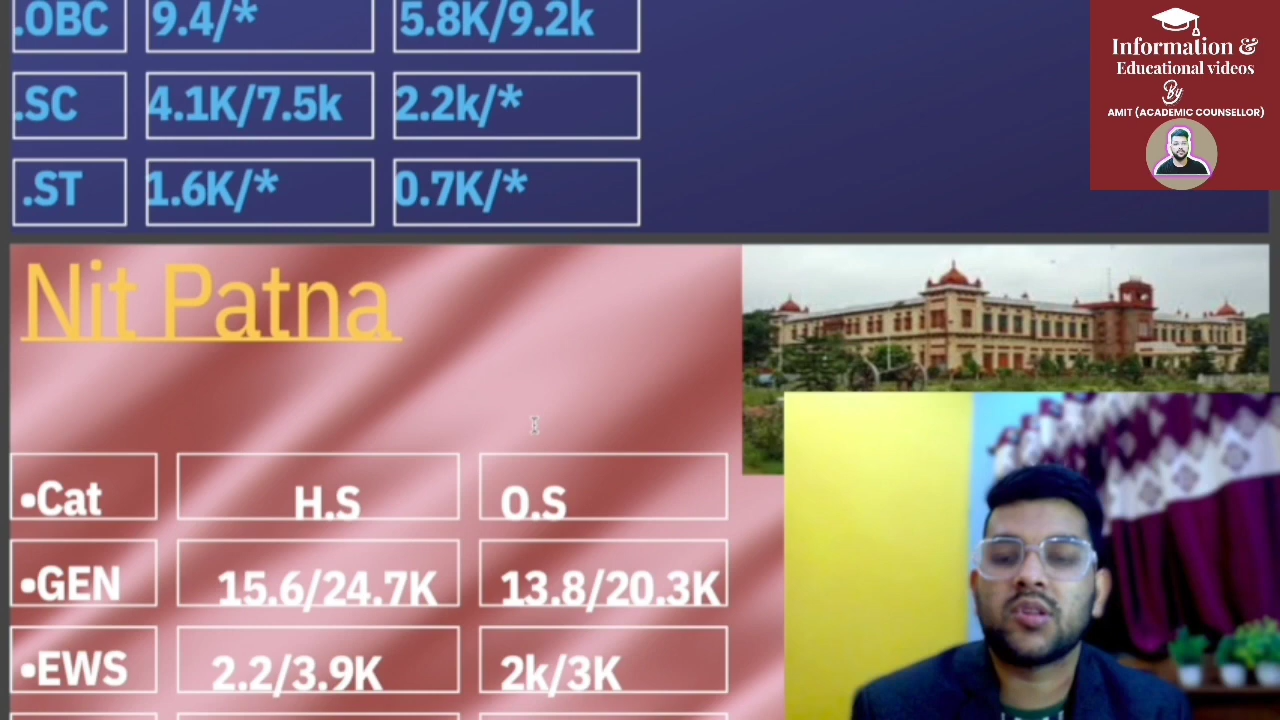 .OBC 9.4/* 5.8K/9.2k
.SC 4.1K/7.5k 2.2k/*
.ST 1.6K/* 0.7K/*
Information &
Educational videos
By
AMIT (ACADEMIC COUNSELLOR)
Nit Patna
•Cat H.S O.S
•GEN 15.6/24.7K 13.8/20.3K
•EWS 2.2/3.9K 2k/3K